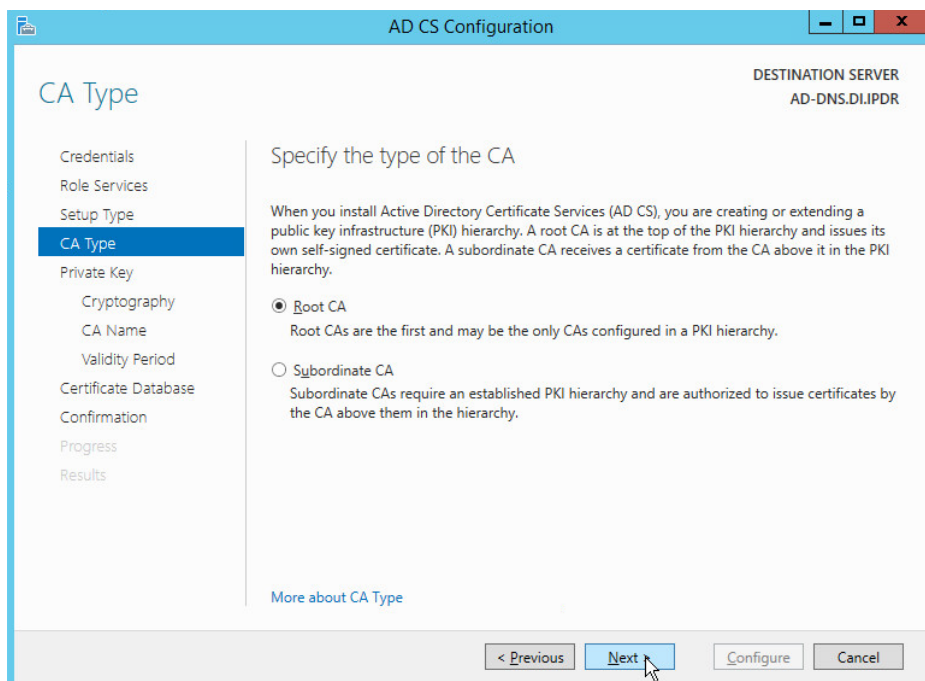 AD CS Configuration
CA Type
DESTINATION SERVER
AD-DNS.DI.IPDR
Credentials
Role Services
Setup Type
CA Type
Private Key
Cryptography
CA Name
Validity Period
Certificate Database
Confirmation
Progress
Results
Specify the type of the CA
When you install Active Directory Certificate Services (AD CS), you are creating or extending a
public key infrastructure (PKI) hierarchy. A root CA is at the top of the PKI hierarchy and issues its
own self-signed certificate. A subordinate CA receives a certificate from the CA above it in the PKI
hierarchy.
Root CA
Root CAs are the first and may be the only CAs configured in a PKI hierarchy.
Subordinate CA
Subordinate CAs require an established PKI hierarchy and are authorized to issue certificates by
the CA above them in the hierarchy.
More about CA Type
< Previous
Next >
Configure
Cancel